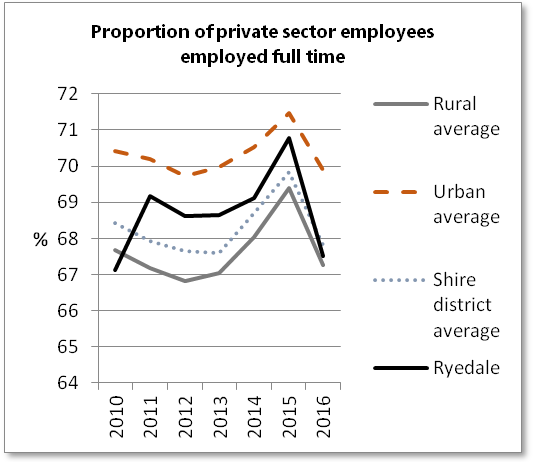 Proportion of private sector employees
employed full time
72
71
70
69
68
67
66
65
64
%
2010
2011
2012
2013
2014
2015
2016
Rural
average
Urban
average
Shire
district
average
Ryedale